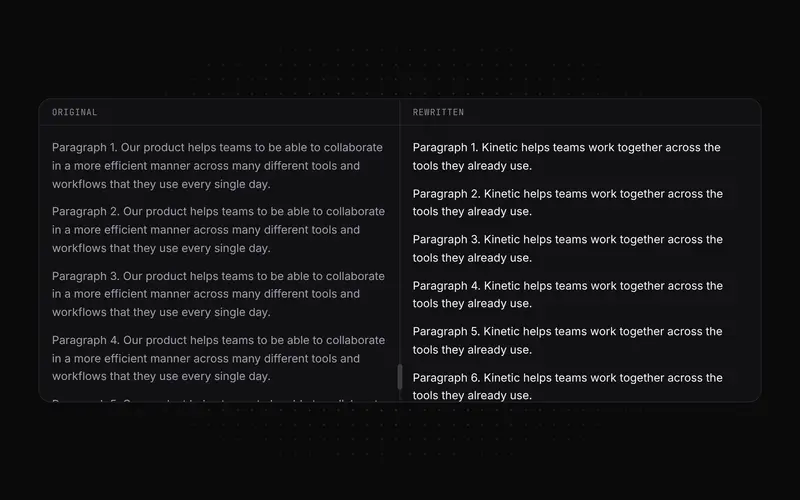 ORIGINAL
Paragraph 1. Our product helps teams to be able to collaborate
in a more efficient manner across many different tools and
workflows that they use every single day.
Paragraph 2. Our product helps teams to be able to collaborate
in a more efficient manner across many different tools and
workflows that they use every single day.
Paragraph 3. Our product helps teams to be able to collaborate
in a more efficient manner across many different tools and
workflows that they use every single day.
Paragraph 4. Our product helps teams to be able to collaborate
in a more efficient manner across many different tools and
workflows that they use every single day.
REWRITTEN
Paragraph 1. Kinetic helps teams work together across the
tools they already use.
Paragraph 2. Kinetic helps teams work together across the
tools they already use.
Paragraph 3. Kinetic helps teams work together across the
tools they already use.
Paragraph 4. Kinetic helps teams work together across the
tools they already use.
Paragraph 5. Kinetic helps teams work together across the
tools they already use.
Paragraph 6. Kinetic helps teams work together across the
tools they already use.